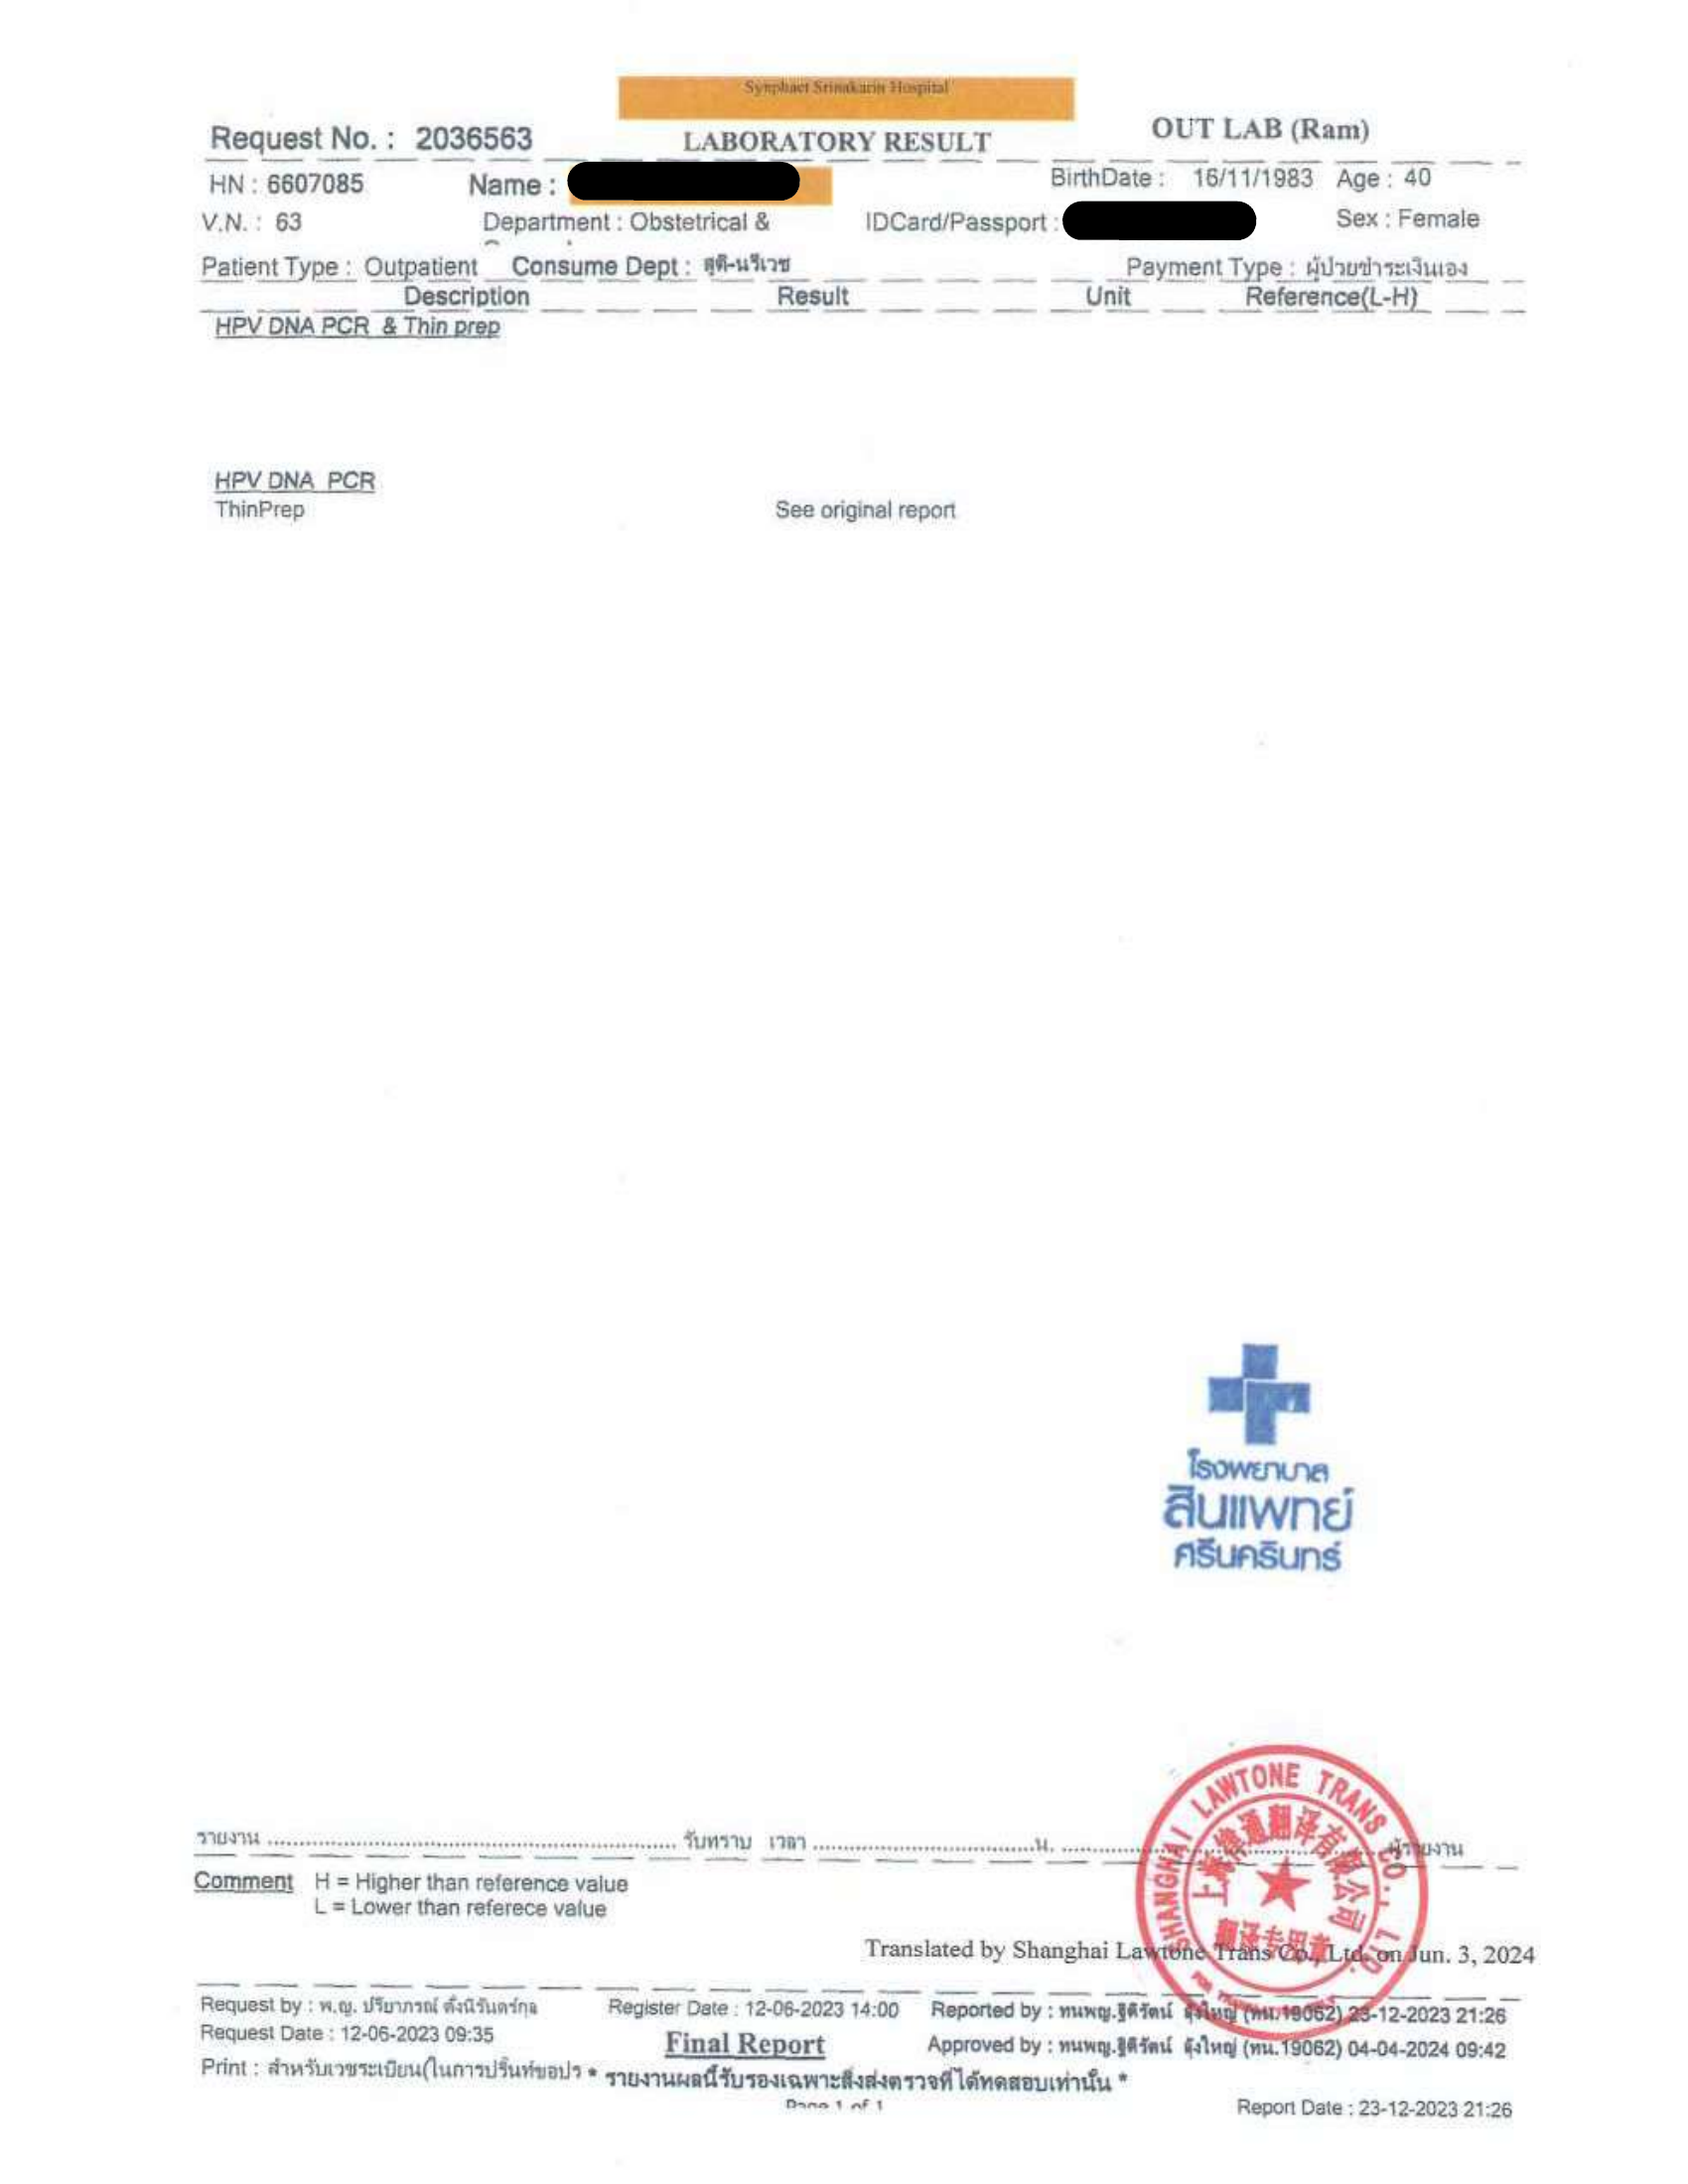 Synphaet Srinakarin Hospital
Request No. : 2036563 LABORATORY RESULT OUT LAB (Ram)
HN : 6607085 Name : BirthDate : 16/11/1983 Age : 40
V.N. : 63 Department : Obstetrical & IDCard/Passport : Sex : Female
Patient Type : Outpatient Consume Dept : สูติ-นรีเวช Payment Type : ผู้ป่วยชำระเงินเอง
Description Result Unit Reference(L-H)
HPV DNA PCR & Thin prep
HPV DNA PCR
ThinPrep See original report
โรงพยาบาล
สินแพทย์
ศรีนครินทร์
SHANGHAI LAWTONE TRANS CO., LTD.
上海律通翻译有限公司
翻译专用章
รายงาน ........................................ รับทราบ เวลา ........................................น. ........................................ผู้รายงาน
Comment H = Higher than reference value
L = Lower than referece value
Translated by Shanghai Lawtone Trans Co., Ltd. on Jun. 3, 2024
Request by : พ.ญ. ปรียาภรณ์ ตั้งนิรันดร์กุล Register Date : 12-06-2023 14:00 Reported by : ทนพญ.ฐิติรัตน์ ตุ้งใหญ่ (ทน.19062) 23-12-2023 21:26
Request Date : 12-06-2023 09:35 Final Report Approved by : ทนพญ.ฐิติรัตน์ ตุ้งใหญ่ (ทน.19062) 04-04-2024 09:42
Print : สำหรับเวชระเบียน(ในการปริ้นท์ขอปร * รายงานผลนี้รับรองเฉพาะสิ่งส่งตรวจที่ได้ทดสอบเท่านั้น *
Page 1 of 1
Report Date : 23-12-2023 21:26